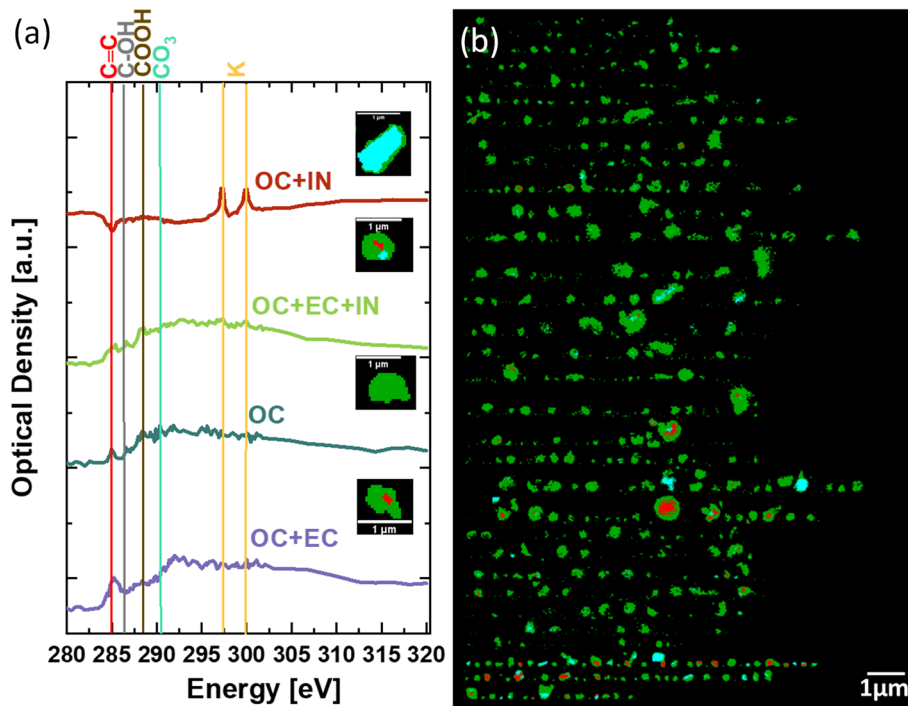 (a)
C=C
C-OH
COOH
CO3
K
(b)
1 µm
OC+IN
1 µm
OC+EC+IN
1 µm
OC
OC+EC
1 µm
Optical Density [a.u.]
280 285 290 295 300 305 310 315 320
Energy [eV]
1µm